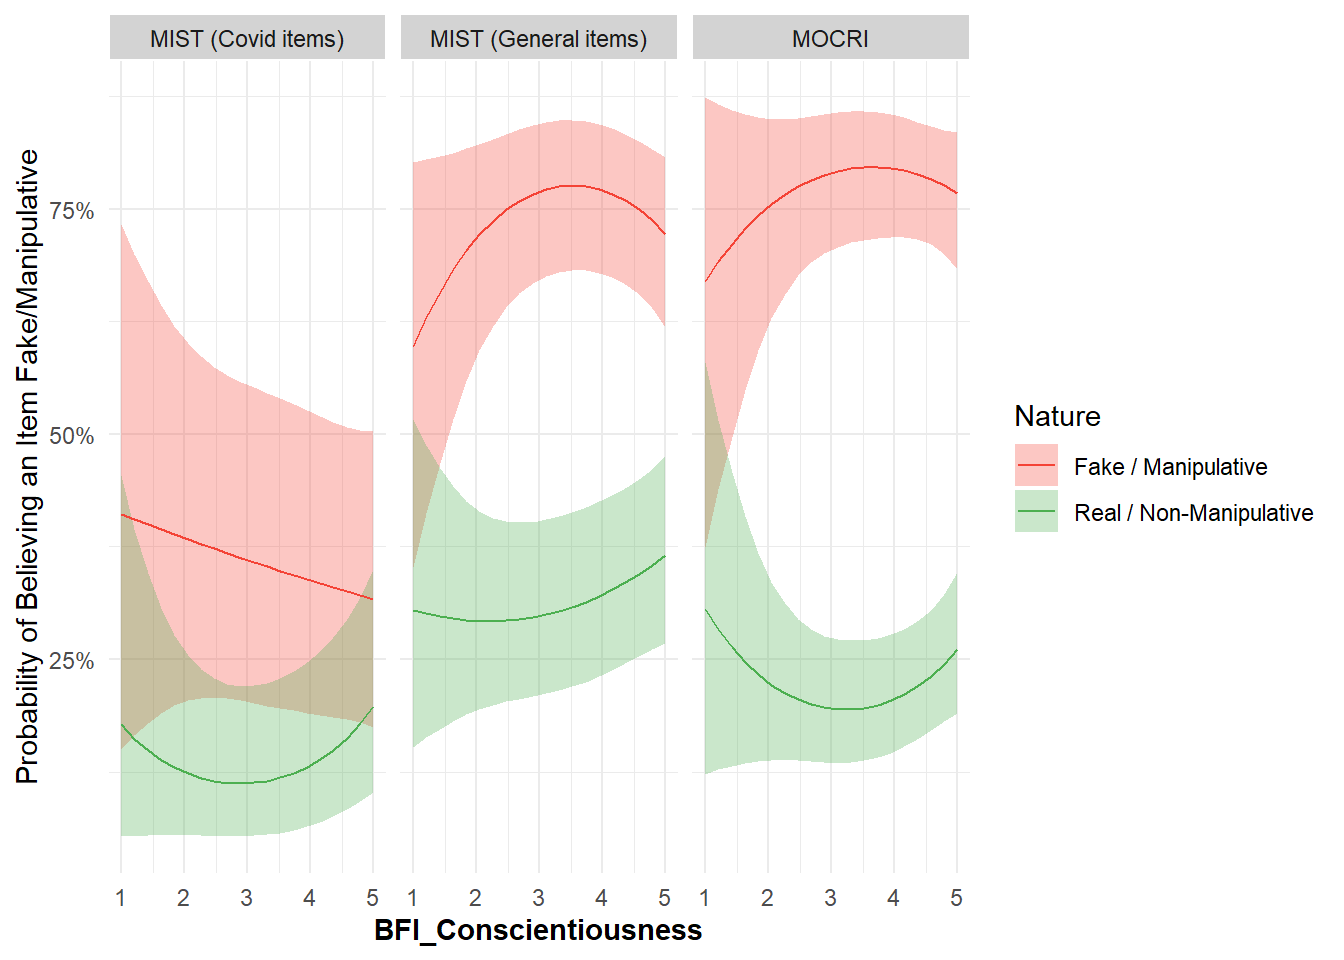 MIST (Covid items)
MIST (General items)
MOCRI
Probability of Believing an Item Fake/Manipulative
75%
50%
25%
1 2 3 4 5
1 2 3 4 5
1 2 3 4 5
BFI_Conscientiousness
Nature
Fake / Manipulative
Real / Non-Manipulative